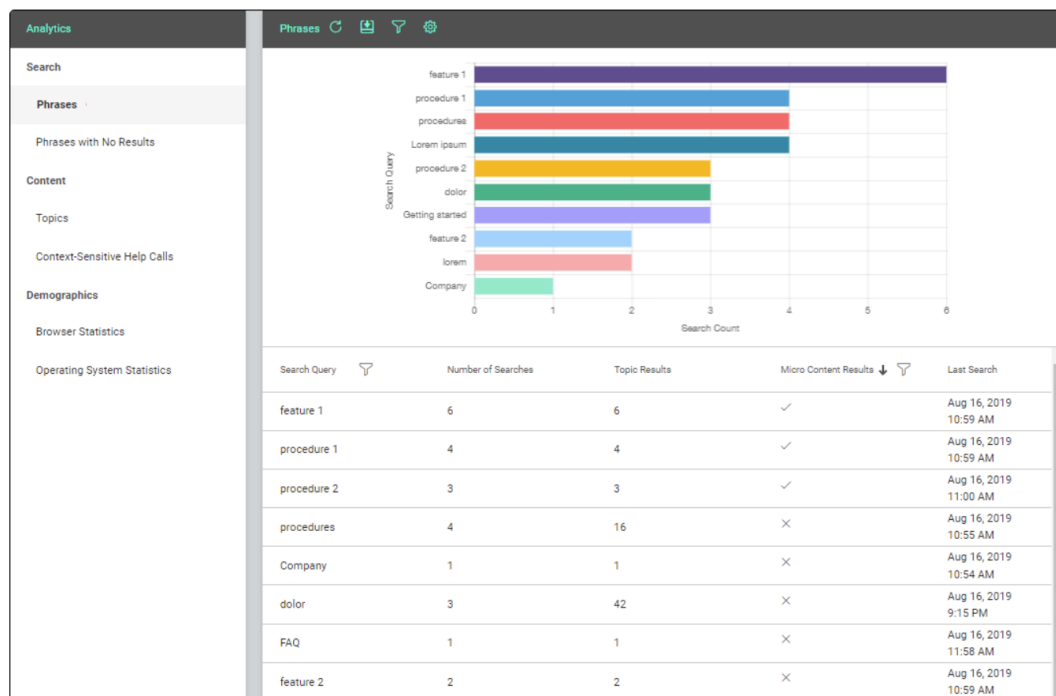 Analytics
Search
Phrases
Phrases with No Results
Content
Topics
Context-Sensitive Help Calls
Demographics
Browser Statistics
Operating System Statistics
Phrases
Search Query
feature 1
procedure 1
procedures
Lorem ipsum
procedure 2
dolor
Getting started
feature 2
lorem
Company
0 1 2 3 4 5 6
Search Count
Search Query Number of Searches Topic Results Micro Content Results Last Search
feature 1 6 6 Aug 16, 2019
10:59 AM
procedure 1 4 4 Aug 16, 2019
10:59 AM
procedure 2 3 3 Aug 16, 2019
11:00 AM
procedures 4 16 Aug 16, 2019
10:55 AM
Company 1 1 Aug 16, 2019
10:54 AM
dolor 3 42 Aug 16, 2019
9:15 PM
FAQ 1 1 Aug 16, 2019
11:58 AM
feature 2 2 2 Aug 16, 2019
10:59 AM